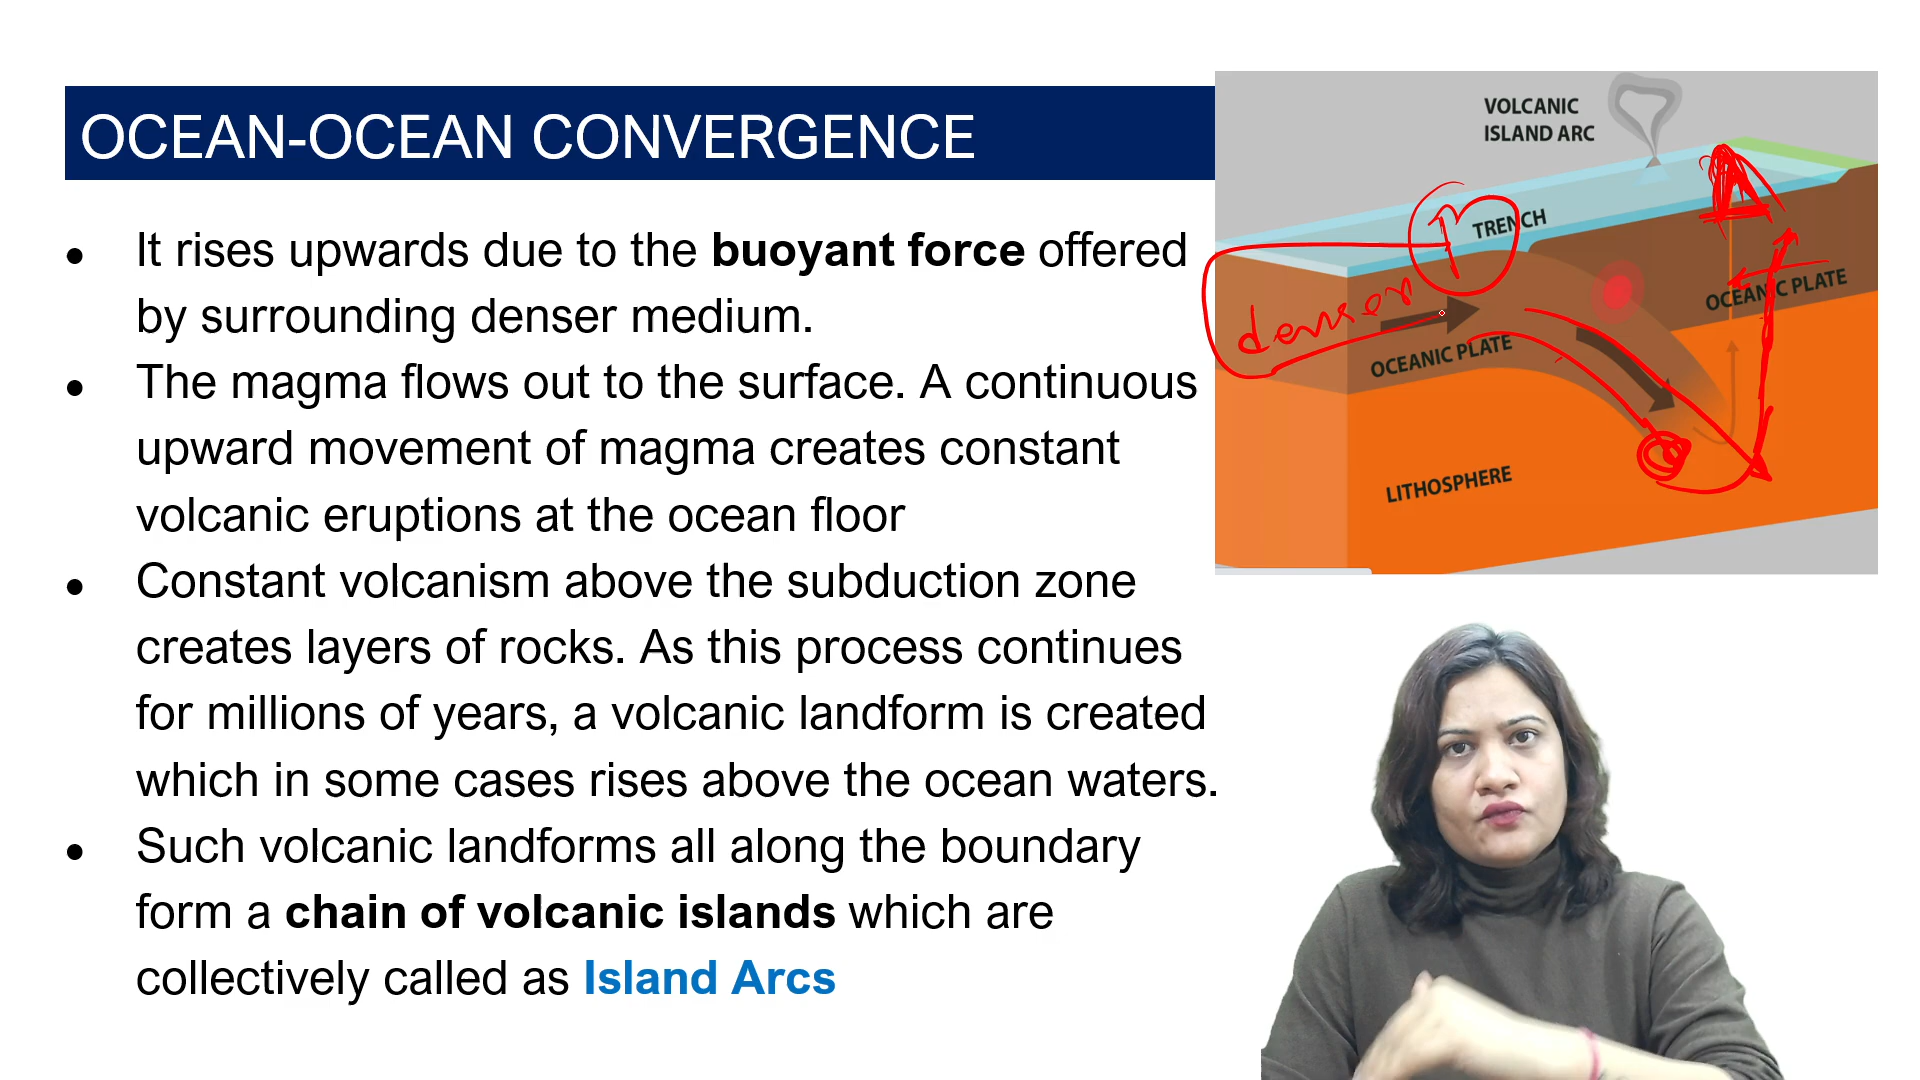 OCEAN-OCEAN CONVERGENCE
● It rises upwards due to the buoyant force offered
by surrounding denser medium.
● The magma flows out to the surface. A continuous
upward movement of magma creates constant
volcanic eruptions at the ocean floor
● Constant volcanism above the subduction zone
creates layers of rocks. As this process continues
for millions of years, a volcanic landform is created
which in some cases rises above the ocean waters.
● Such volcanic landforms all along the boundary
form a chain of volcanic islands which are
collectively called as Island Arcs
VOLCANIC
ISLAND ARC
TRENCH
denser
OCEANIC PLATE
OCEANIC PLATE
LITHOSPHERE